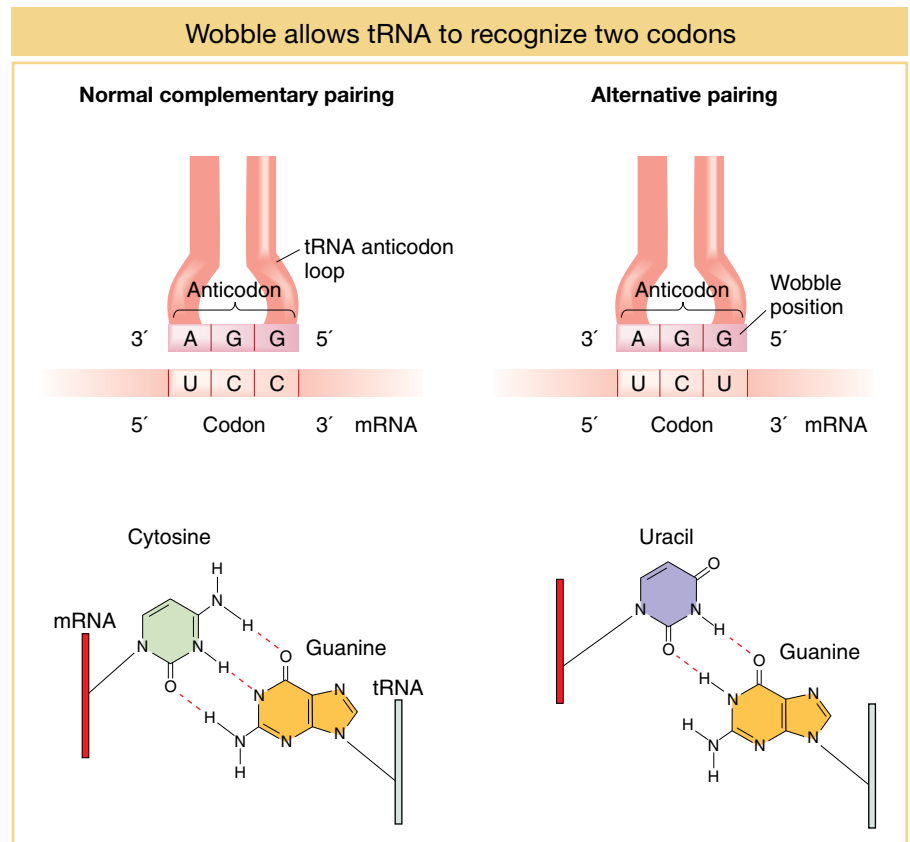 Wobble allows tRNA to recognize two codons
Normal complementary pairing
Alternative pairing
tRNA anticodon
loop
Anticodon
3´ A G G 5´
U C C
5´ Codon 3´ mRNA
Anticodon
Wobble
position
3´ A G G 5´
U C U
5´ Codon 3´ mRNA
Cytosine
H
N
H
mRNA
O
Guanine
N
N
H
O
N
N
tRNA
H
N
N
N
H
Uracil
O
N
N
H
O
O
Guanine
H
N
N
H
N
N
N
H